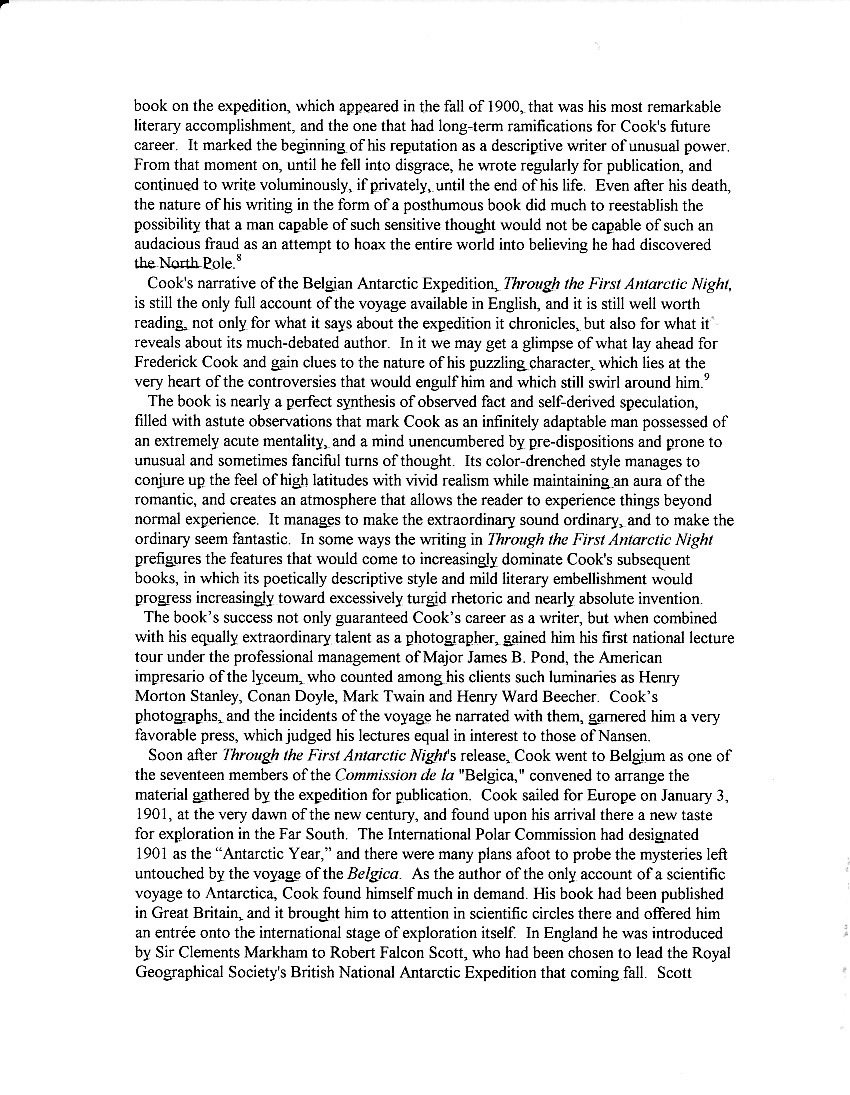 book on the expedition, which appeared in the fall of 1900, that was his most remarkable
literary accomplishment, and the one that had long-term ramifications for Cook's future
career.  It marked the beginning of his reputation as a descriptive writer of unusual power.
From that moment on, until he fell into disgrace, he wrote regularly for publication, and
continued to write voluminously, if privately, until the end of his life.  Even after his death,
the nature of his writing in the form of a posthumous book did much to reestablish the
possibility that a man capable of such sensitive thought would not be capable of such an
audacious fraud as an attempt to hoax the entire world into believing he had discovered
the North Pole.8
Cook's narrative of the Belgian Antarctic Expedition, Through the First Antarctic Night,
is still the only full account of the voyage available in English, and it is still well worth
reading, not only for what it says about the expedition it chronicles, but also for what it
reveals about its much-debated author.  In it we may get a glimpse of what lay ahead for
Frederick Cook and gain clues to the nature of his puzzling character, which lies at the
very heart of the controversies that would engulf him and which still swirl around him.9
The book is nearly a perfect synthesis of observed fact and self-derived speculation,
filled with astute observations that mark Cook as an infinitely adaptable man possessed of
an extremely acute mentality, and a mind unencumbered by pre-dispositions and prone to
unusual and sometimes fanciful turns of thought.  Its color-drenched style manages to
conjure up the feel of high latitudes with vivid realism while maintaining an aura of the
romantic, and creates an atmosphere that allows the reader to experience things beyond
normal experience.  It manages to make the extraordinary sound ordinary, and to make the
ordinary seem fantastic.  In some ways the writing in Through the First Antarctic Night
prefigures the features that would come to increasingly dominate Cook's subsequent
books, in which its poetically descriptive style and mild literary embellishment would
progress increasingly toward excessively turgid rhetoric and nearly absolute invention.
The book’s success not only guaranteed Cook’s career as a writer, but when combined
with his equally extraordinary talent as a photographer, gained him his first national lecture
tour under the professional management of Major James B. Pond, the American
impresario of the lyceum, who counted among his clients such luminaries as Henry
Morton Stanley, Conan Doyle, Mark Twain and Henry Ward Beecher.  Cook’s
photographs, and the incidents of the voyage he narrated with them, garnered him a very
favorable press, which judged his lectures equal in interest to those of Nansen.
Soon after Through the First Antarctic Night's release, Cook went to Belgium as one of
the seventeen members of the Commission de la "Belgica," convened to arrange the
material gathered by the expedition for publication.  Cook sailed for Europe on January 3,
1901, at the very dawn of the new century, and found upon his arrival there a new taste
for exploration in the Far South.  The International Polar Commission had designated
1901 as the “Antarctic Year,” and there were many plans afoot to probe the mysteries left
untouched by the voyage of the Belgica.  As the author of the only account of a scientific
voyage to Antarctica, Cook found himself much in demand. His book had been published
in Great Britain, and it brought him to attention in scientific circles there and offered him
an entrée onto the international stage of exploration itself.  In England he was introduced
by Sir Clements Markham to Robert Falcon Scott, who had been chosen to lead the Royal
Geographical Society's British National Antarctic Expedition that coming fall.  Scott